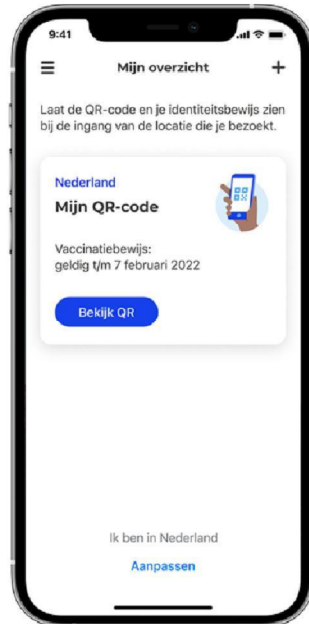 9:41
Mijn overzicht
Laat de QR-code en je identiteitsbewijs zien
bij de ingang van de locatie die je bezoekt.
Nederland
Mijn QR-code
Vaccinatiebewijs:
geldig t/m 7 februari 2022
Bekijk QR
Ik ben in Nederland
Aanpassen